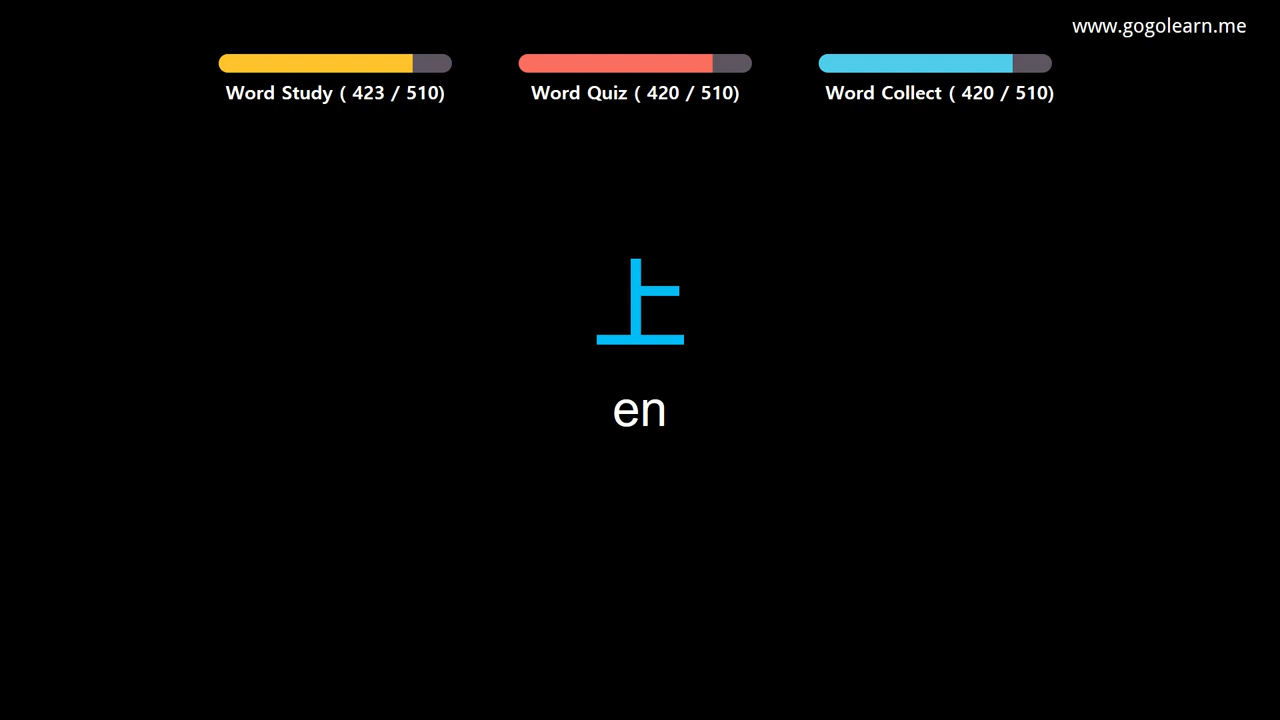 www.gogolearn.me
Word Study ( 423 / 510)
Word Quiz ( 420 / 510)
Word Collect ( 420 / 510)
上
en